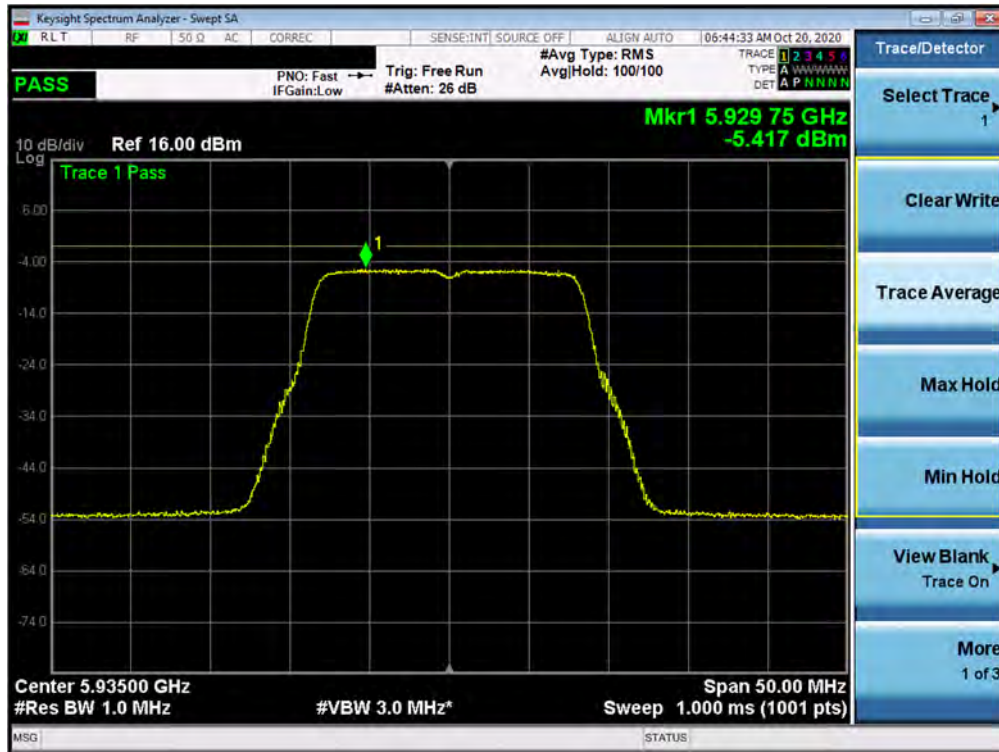 Keysight Spectrum Analyzer - Swept SA
LXI RLT RF 50 Ω AC CORREC SENSE:INT SOURCE OFF ALIGN AUTO 06:44:33 AM Oct 20, 2020
PASS
PNO: Fast
IFGain:Low
Trig: Free Run
#Atten: 26 dB
#Avg Type: RMS
Avg|Hold: 100/100
TRACE 1 2 3 4 5 6
TYPE A WWWWW
DET A P N N N N
Mkr1 5.929 75 GHz
-5.417 dBm
10 dB/div Ref 16.00 dBm
Log
Trace 1 Pass
1
6.00
-4.00
-14.0
-24.0
-34.0
-44.0
-54.0
-64.0
-74.0
Center 5.93500 GHz Span 50.00 MHz
#Res BW 1.0 MHz #VBW 3.0 MHz* Sweep 1.000 ms (1001 pts)
MSG STATUS
Trace/Detector
Select Trace
1
Clear Write
Trace Average
Max Hold
Min Hold
View Blank
Trace On
More
1 of 3